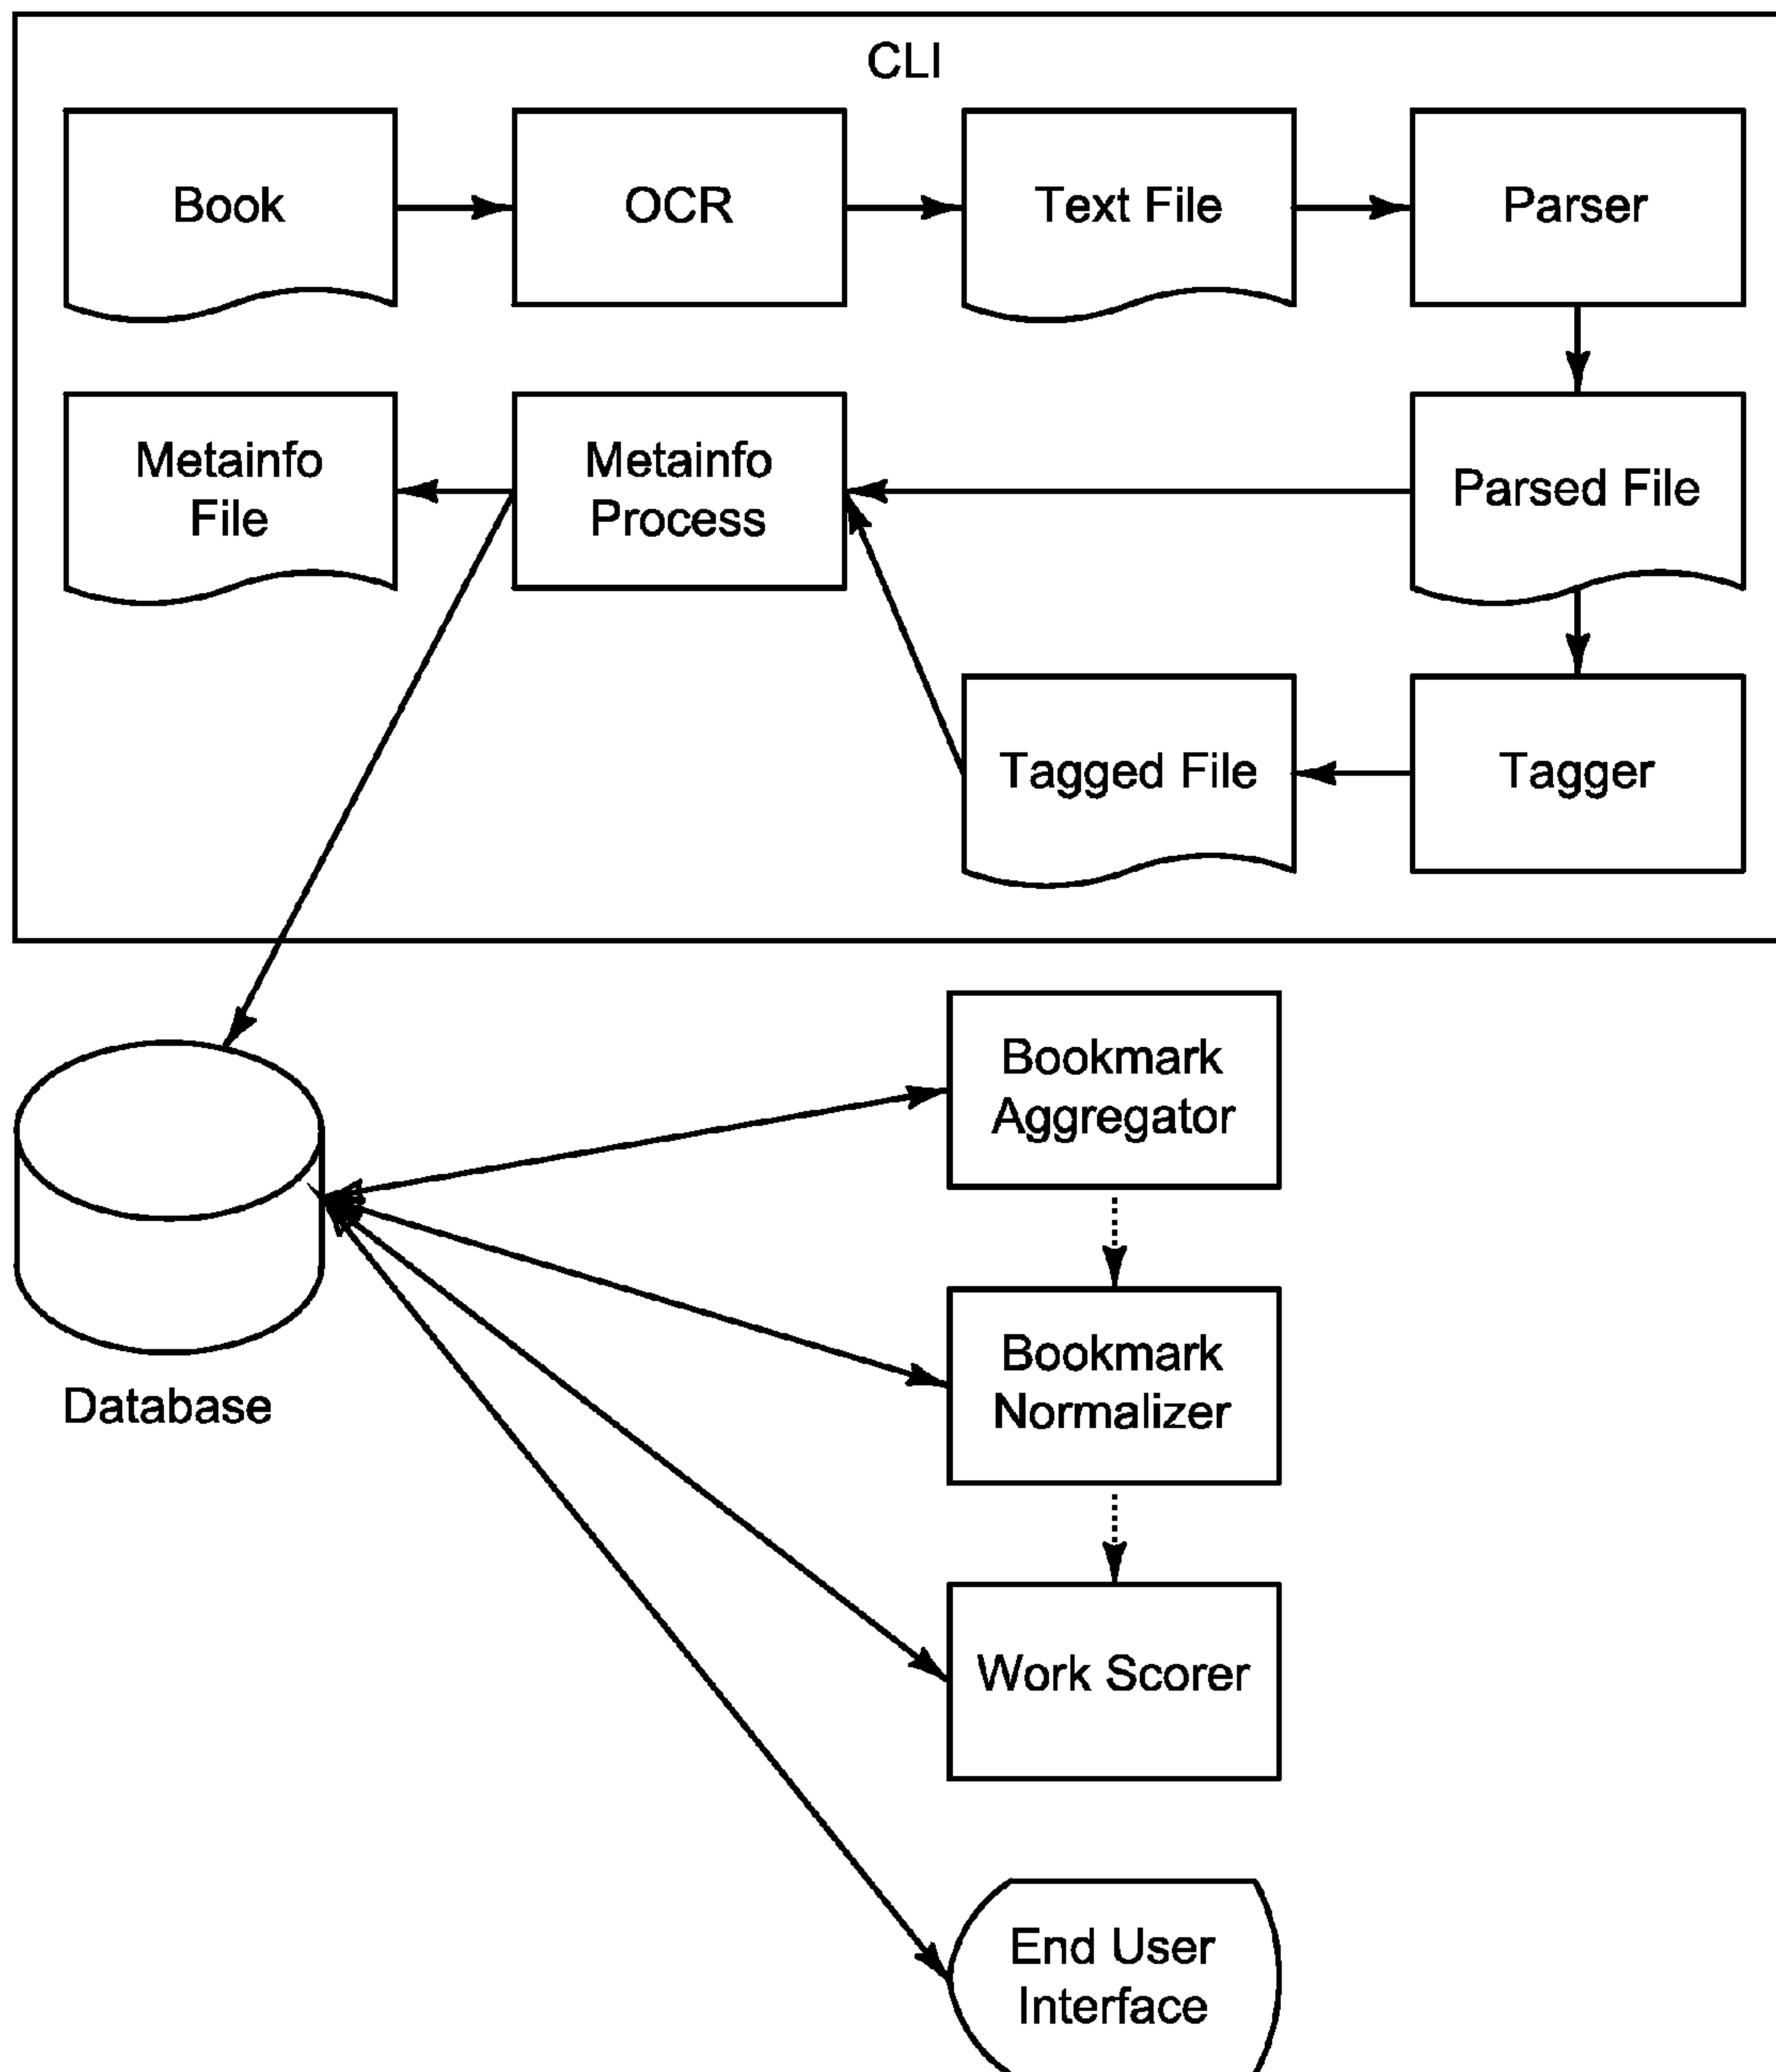 CLI
Book
OCR
Text File
Parser
Metainfo
File
Metainfo
Process
Parsed File
Tagged File
Tagger
Database
Bookmark
Aggregator
Bookmark
Normalizer
Work Scorer
End User
Interface